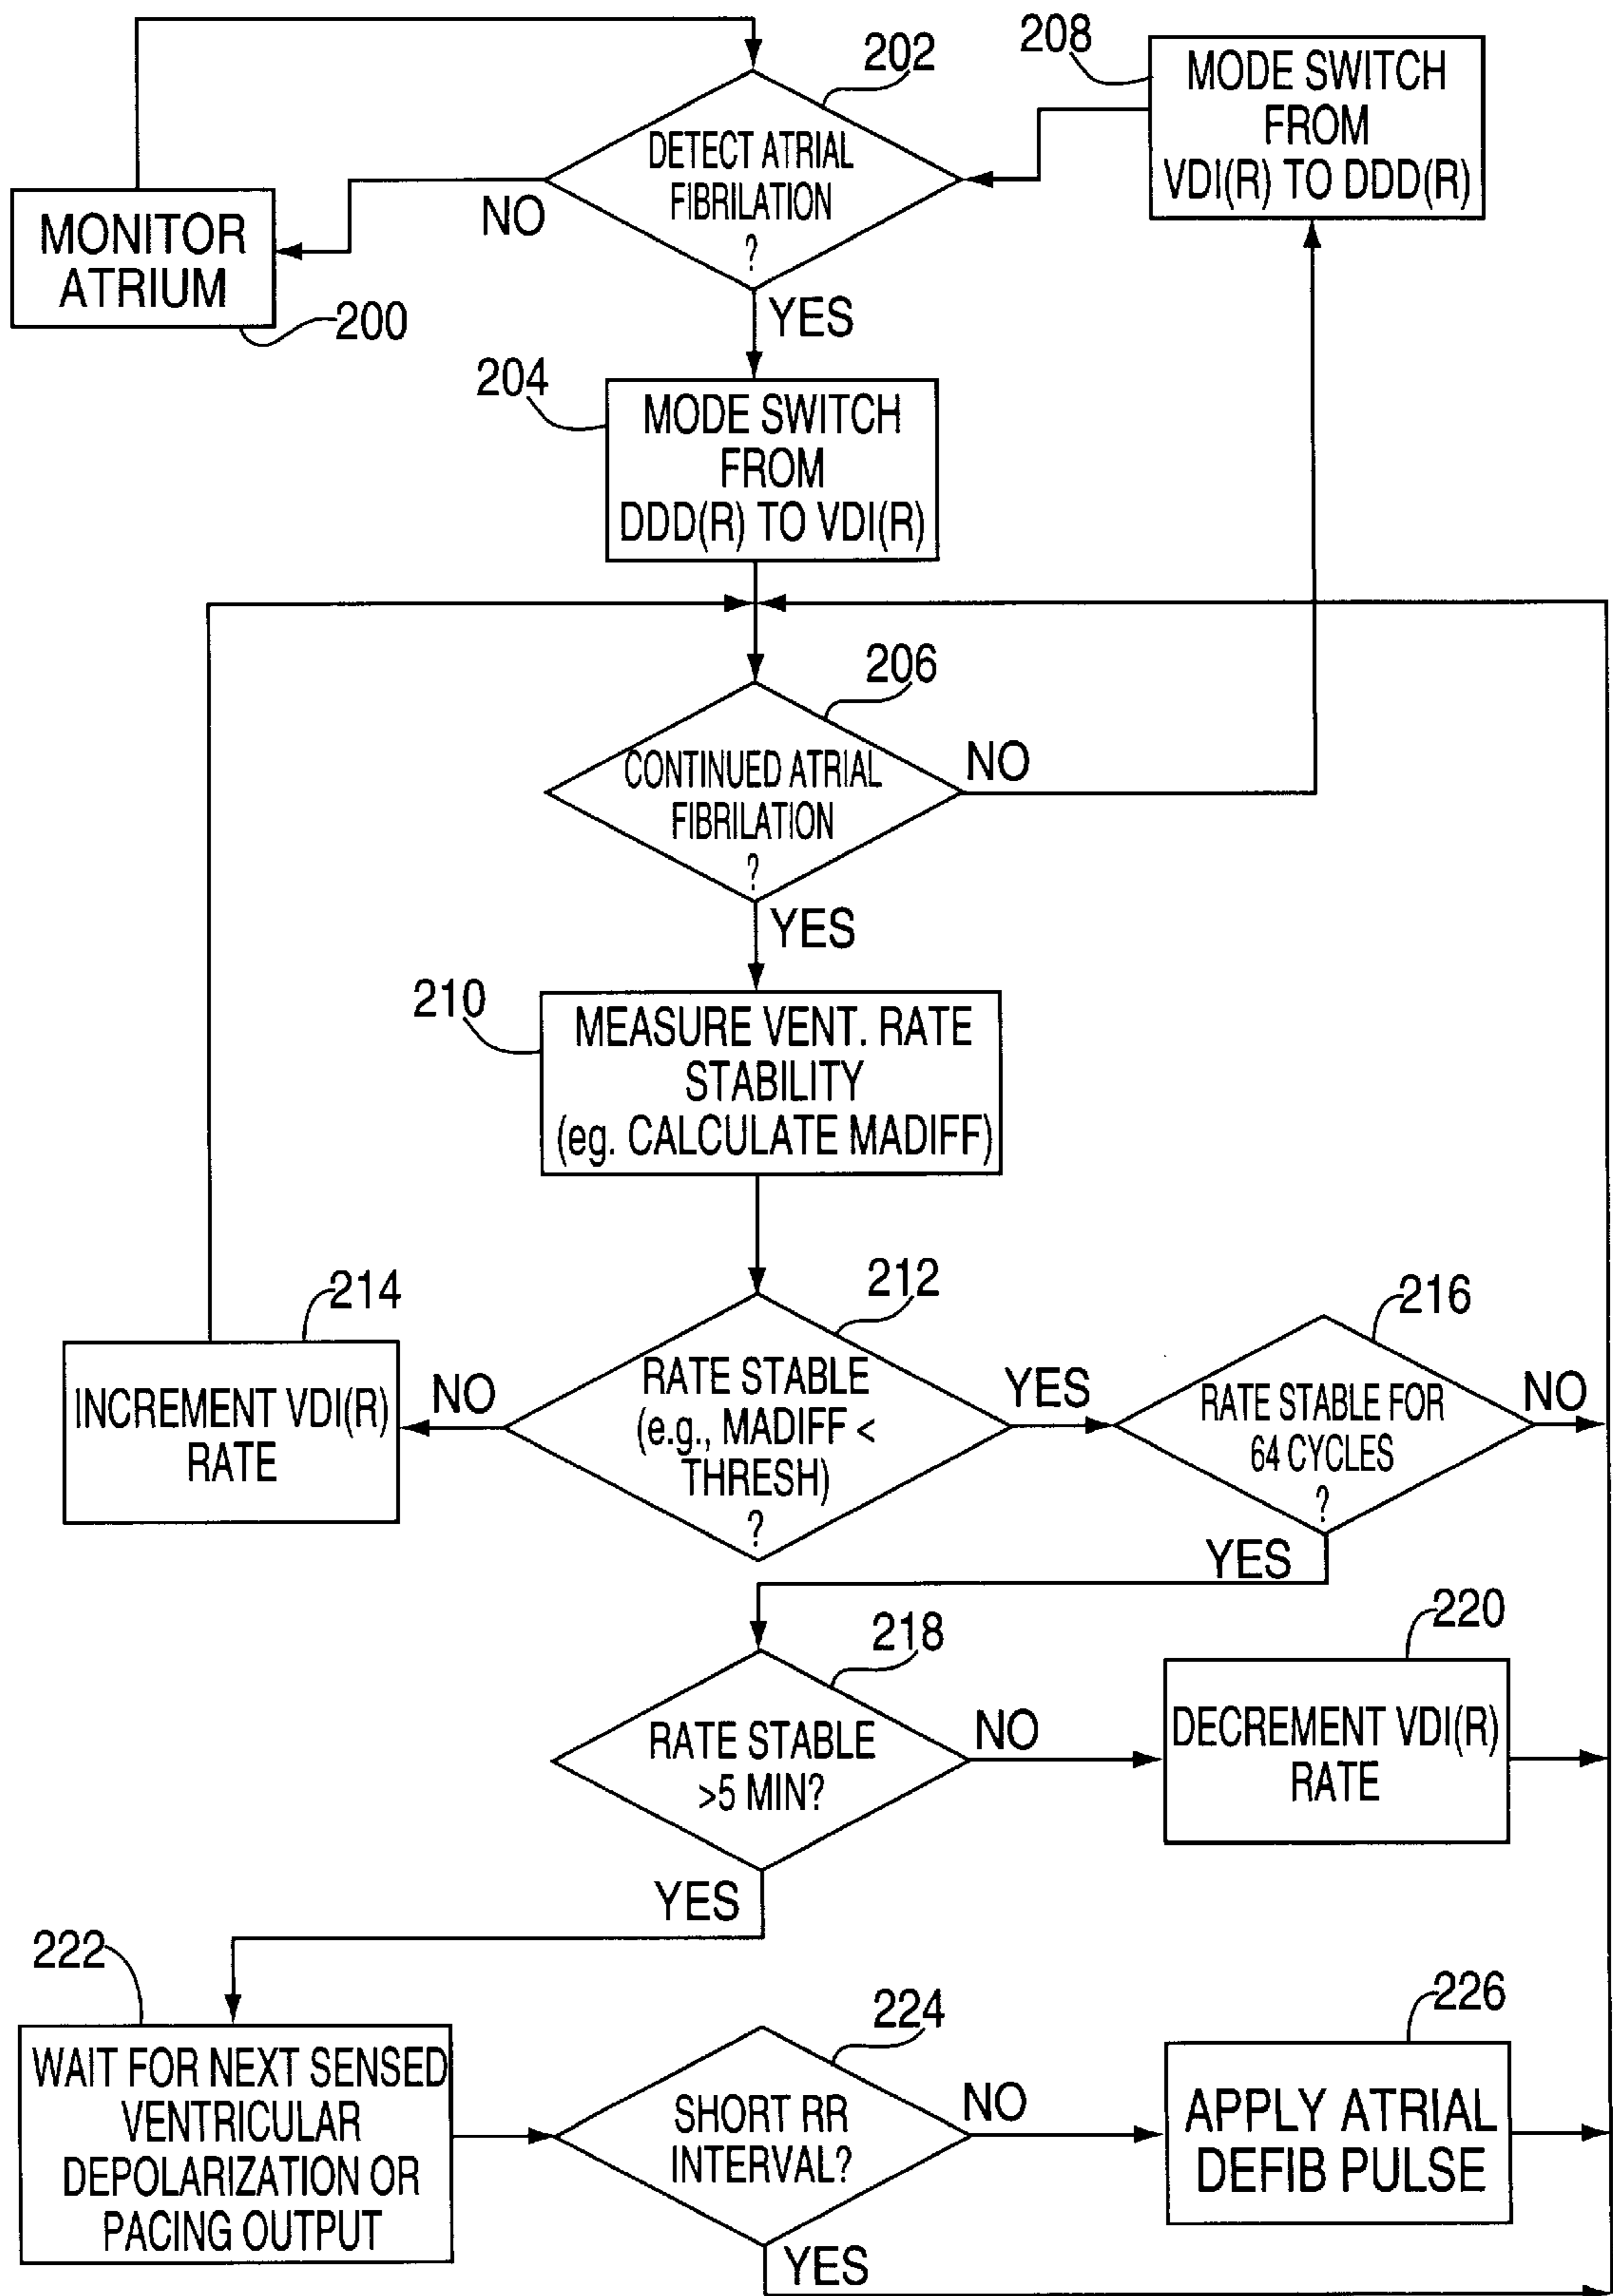 202
208
MODE SWITCH
FROM
VDI(R) TO DDD(R)
DETECT ATRIAL
FIBRILATION
?
NO
MONITOR
ATRIUM
200
YES
204
MODE SWITCH
FROM
DDD(R) TO VDI(R)
206
CONTINUED ATRIAL
FIBRILATION
?
NO
YES
210
MEASURE VENT. RATE
STABILITY
(eg. CALCULATE MADIFF)
214
212
216
INCREMENT VDI(R)
RATE
NO
RATE STABLE
(e.g., MADIFF <
THRESH)
?
YES
RATE STABLE FOR
64 CYCLES
?
NO
YES
218
220
RATE STABLE
>5 MIN?
NO
DECREMENT VDI(R)
RATE
YES
222
224
226
WAIT FOR NEXT SENSED
VENTRICULAR
DEPOLARIZATION OR
PACING OUTPUT
SHORT RR
INTERVAL?
NO
APPLY ATRIAL
DEFIB PULSE
YES